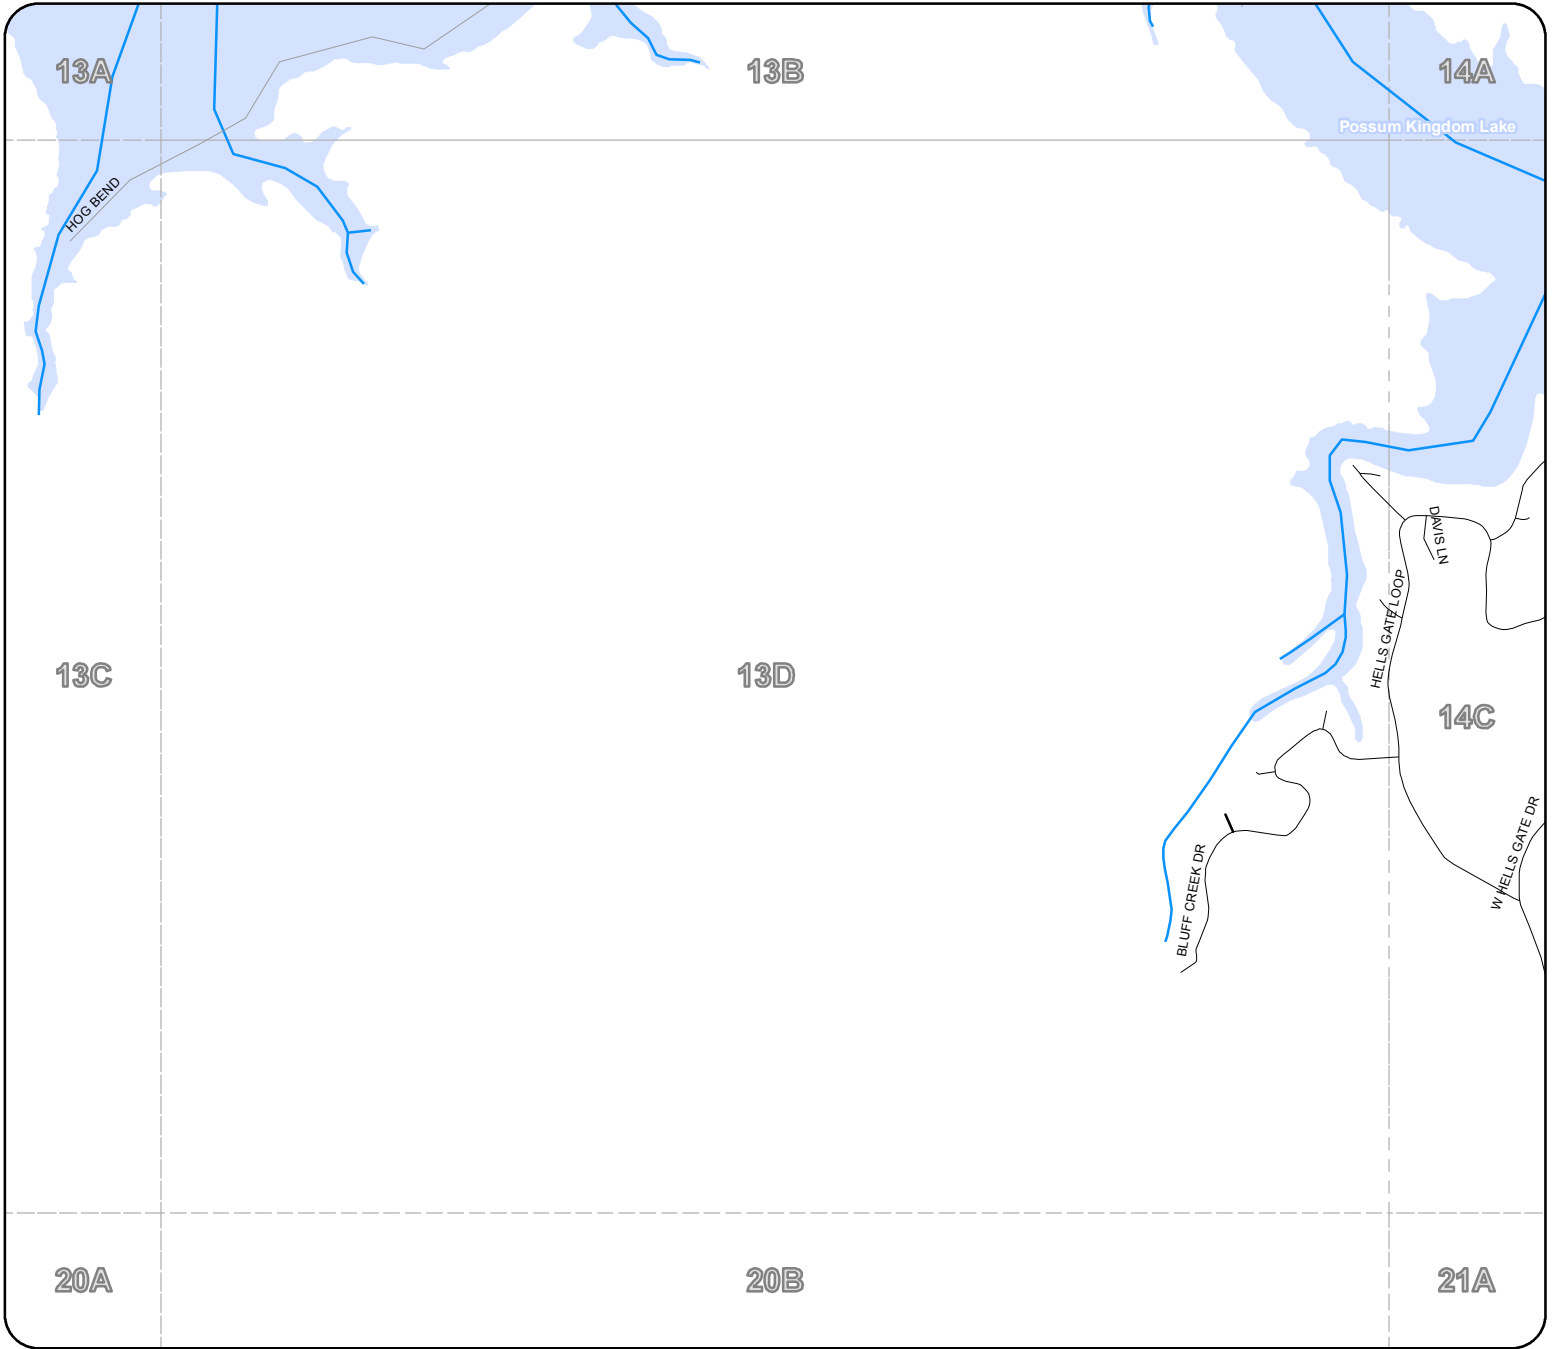 13A
13B
14A
Possum Kingdom Lake
HOG BEND
DAVIS LN
HELLS GATE LOOP
13C
13D
14C
W HELLS GATE DR
BLUFF CREEK DR
20A
20B
21A